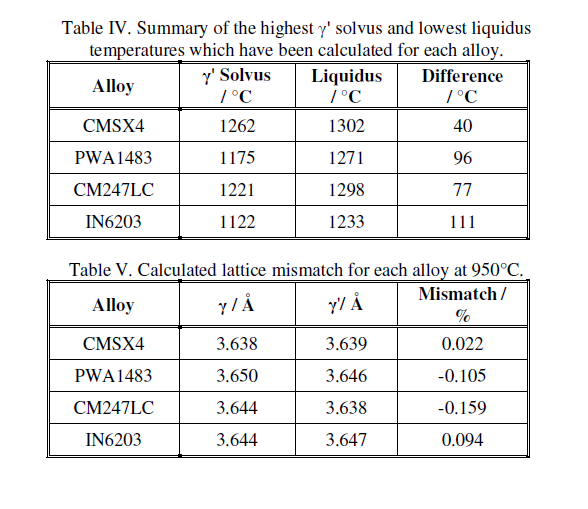 Table IV. Summary of the highest γ' solvus and lowest liquidus
temperatures which have been calculated for each alloy.
Alloy γ' Solvus / °C Liquidus / °C Difference / °C
CMSX4 1262 1302 40
PWA1483 1175 1271 96
CM247LC 1221 1298 77
IN6203 1122 1233 111
Table V. Calculated lattice mismatch for each alloy at 950°C.
Alloy γ / Å γ'/ Å Mismatch / %
CMSX4 3.638 3.639 0.022
PWA1483 3.650 3.646 -0.105
CM247LC 3.644 3.638 -0.159
IN6203 3.644 3.647 0.094